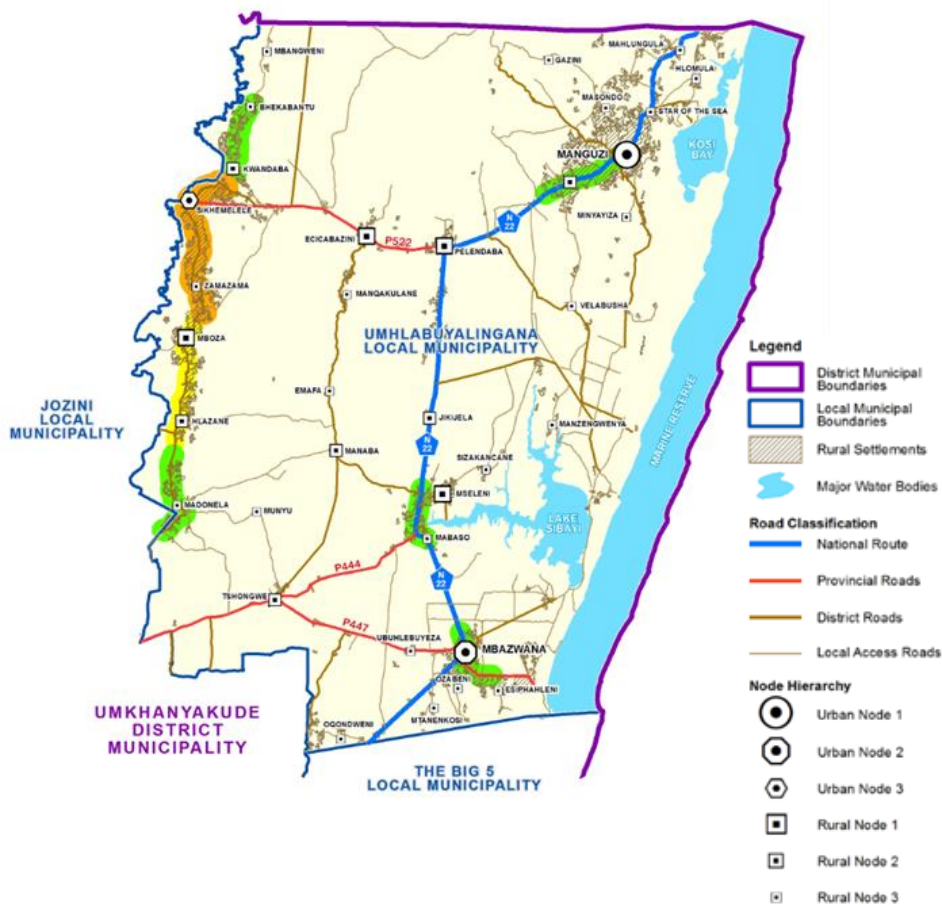 MBANGWENI
GAZINI
MAHLUNGULA
HLOMULA
MASONDO
BHEKABANTU
STAR OF THE SEA
KOSI
BAY
MANGUZI
KWANDABA
SIKHEMELELE
MINYAYIZA
P522
N
22
ECICABAZINI
PELENDABA
ZAMAZAMA
MANQAKULANE
VELABUSHA
UMHLABUYALINGANA
LOCAL MUNICIPALITY
MBOZA
EMAFA
JOZINI
LOCAL
MUNICIPALITY
HLAZANE
JIKIJELA
MANZENGWENYA
MARINE RESERVE
N
22
MANABA
SIZAKANCANE
MSELENI
MADONELA
MUNYU
LAKE
SIBAYI
MABASO
P444
N
22
TSHONGWE
P447
UBUHLEBUYEZA
MBAZWANA
OZABENI
ESIPHAHLENI
MTANENKOSI
OQONDWENI
UMKHANYAKUDE
DISTRICT
MUNICIPALITY
THE BIG 5
LOCAL MUNICIPALITY
Legend
District Municipal
Boundaries
Local Municipal
Boundaries
Rural Settlements
Major Water Bodies
Road Classification
National Route
Provincial Roads
District Roads
Local Access Roads
Node Hierarchy
Urban Node 1
Urban Node 2
Urban Node 3
Rural Node 1
Rural Node 2
Rural Node 3